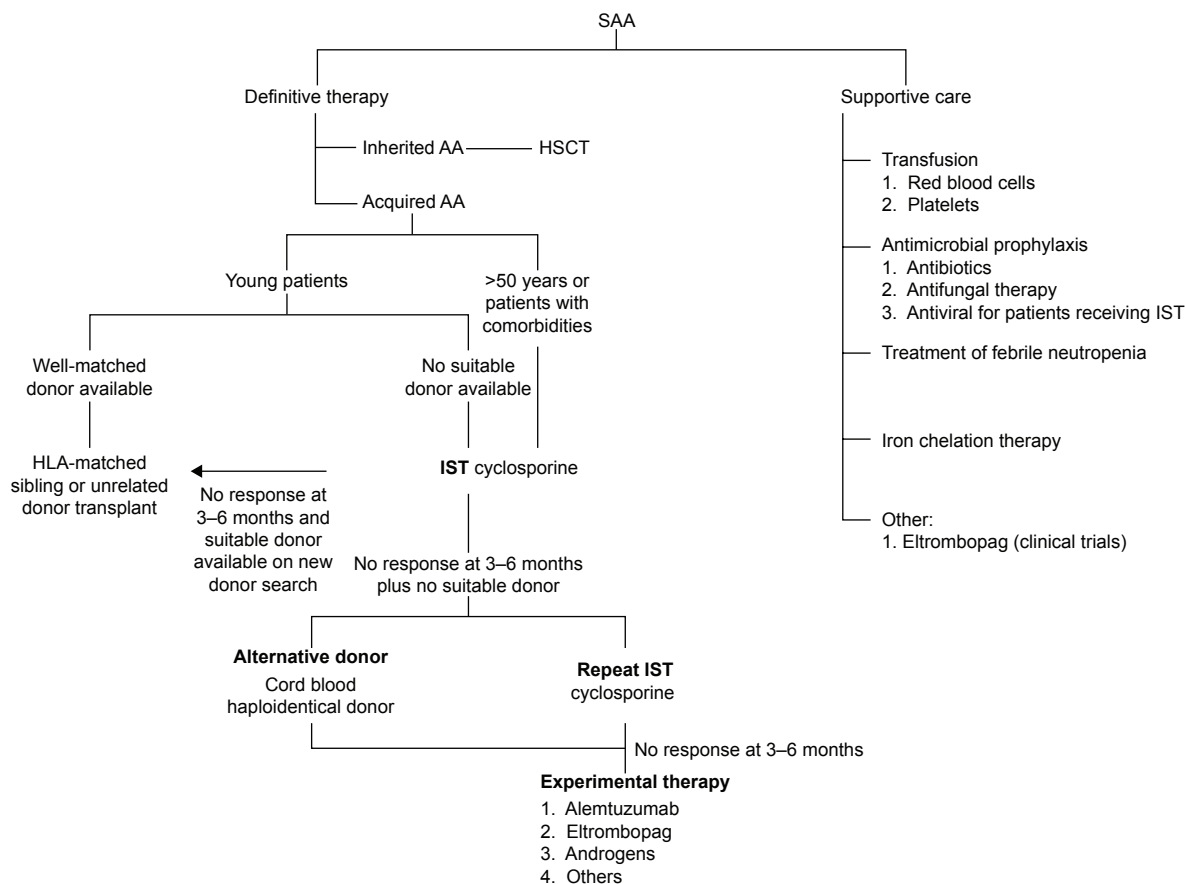 SAA
Definitive therapy
Inherited AA
HSCT
Acquired AA
Young patients
>50 years or
patients with
comorbidities
Well-matched
donor available
No suitable
donor available
HLA-matched
sibling or unrelated
donor transplant
No response at
3–6 months and
suitable donor
available on new
donor search
IST cyclosporine
No response at 3–6 months
plus no suitable donor
Alternative donor
Cord blood
haploidentical donor
Repeat IST
cyclosporine
No response at 3–6 months
Experimental therapy
1. Alemtuzumab
2. Eltrombopag
3. Androgens
4. Others
Supportive care
Transfusion
1. Red blood cells
2. Platelets
Antimicrobial prophylaxis
1. Antibiotics
2. Antifungal therapy
3. Antiviral for patients receiving IST
Treatment of febrile neutropenia
Iron chelation therapy
Other:
1. Eltrombopag (clinical trials)